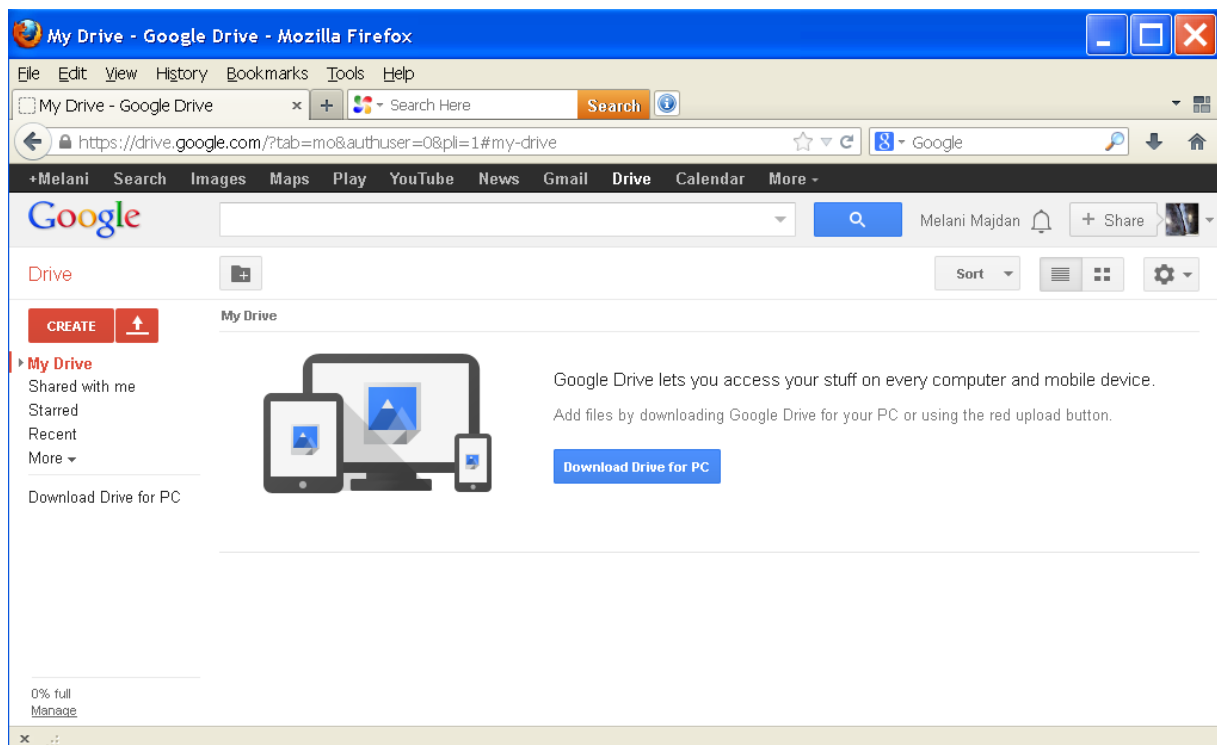 My Drive - Google Drive - Mozilla Firefox
File Edit View History Bookmarks Tools Help
My Drive - Google Drive × + Search Here Search
https://drive.google.com/?tab=mo&authuser=0&pli=1#my-drive 8 Google
+Melani Search Images Maps Play YouTube News Gmail Drive Calendar More
Google Melani Majdan + Share
Drive Sort
CREATE My Drive
My Drive
Shared with me
Starred
Recent
More
Download Drive for PC
Google Drive lets you access your stuff on every computer and mobile device.
Add files by downloading Google Drive for your PC or using the red upload button.
Download Drive for PC
0% full
Manage
×